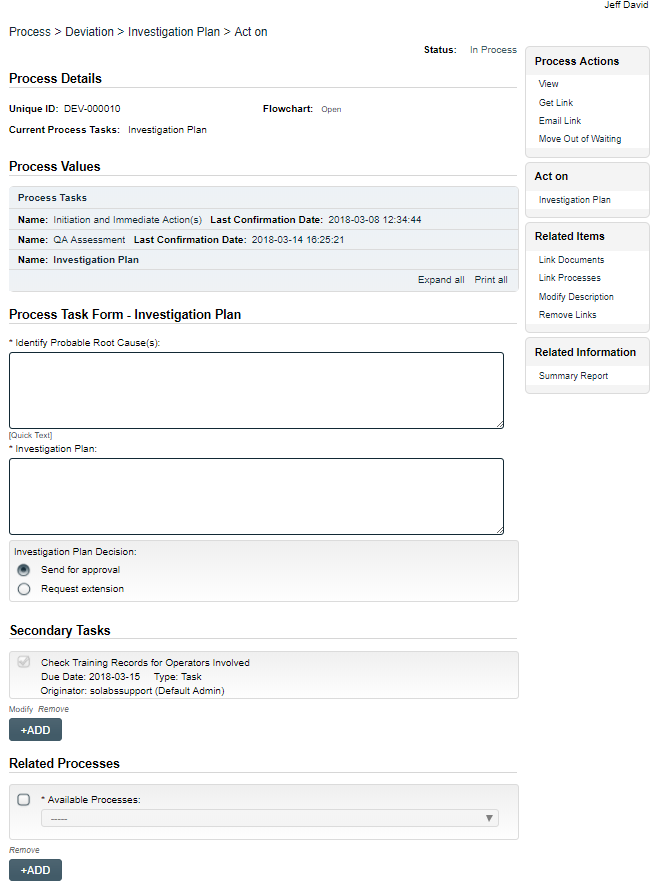 Jeff David
Process > Deviation > Investigation Plan > Act on
Status: In Process
Process Details
Unique ID: DEV-000010 Flowchart: Open
Current Process Tasks: Investigation Plan
Process Values
Process Tasks
Name: Initiation and Immediate Action(s) Last Confirmation Date: 2018-03-08 12:34:44
Name: QA Assessment Last Confirmation Date: 2018-03-14 16:25:21
Name: Investigation Plan
Expand all Print all
Process Task Form - Investigation Plan
* Identify Probable Root Cause(s):
[Quick Text]
* Investigation Plan:
Investigation Plan Decision:
Send for approval
Request extension
Secondary Tasks
Check Training Records for Operators Involved
Due Date: 2018-03-15 Type: Task
Originator: solabssupport (Default Admin)
Modify Remove
+ADD
Related Processes
* Available Processes:
-----
Remove
+ADD
Process Actions
View
Get Link
Email Link
Move Out of Waiting
Act on
Investigation Plan
Related Items
Link Documents
Link Processes
Modify Description
Remove Links
Related Information
Summary Report